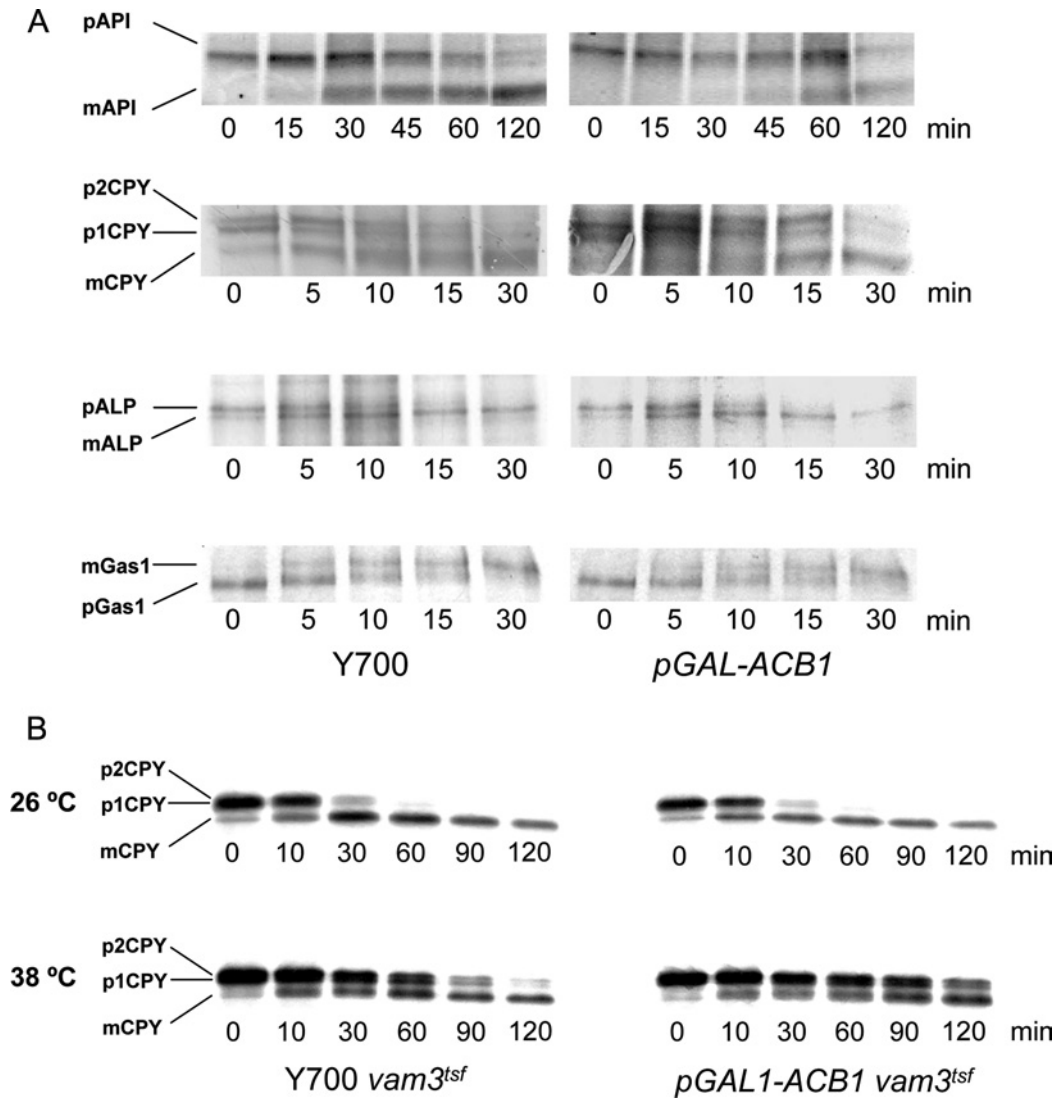 A
pAPI
mAPI
0 15 30 45 60 120 0 15 30 45 60 120 min
p2CPY
p1CPY
mCPY
0 5 10 15 30 0 5 10 15 30 min
pALP
mALP
0 5 10 15 30 0 5 10 15 30 min
mGas1
pGas1
0 5 10 15 30 0 5 10 15 30 min
Y700 pGAL-ACB1
B
p2CPY
26 ºC p1CPY
mCPY
0 10 30 60 90 120 0 10 30 60 90 120 min
p2CPY
38 ºC p1CPY
mCPY
0 10 30 60 90 120 0 10 30 60 90 120 min
Y700 vam3tsf pGAL1-ACB1 vam3tsf